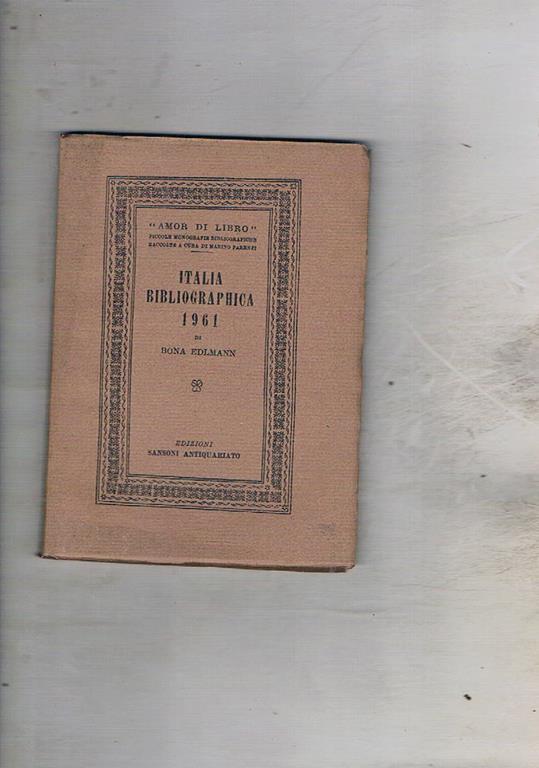 "AMOR DI LIBRO"
PICCOLE MONOGRAFIE BIBLIOGRAFICHE
RACCOLTE A CURA DI MARINO PARENTI
ITALIA
BIBLIOGRAPHICA
1961
DI
BONA EDLMANN
EDIZIONI
SANSONI ANTIQUARIATO